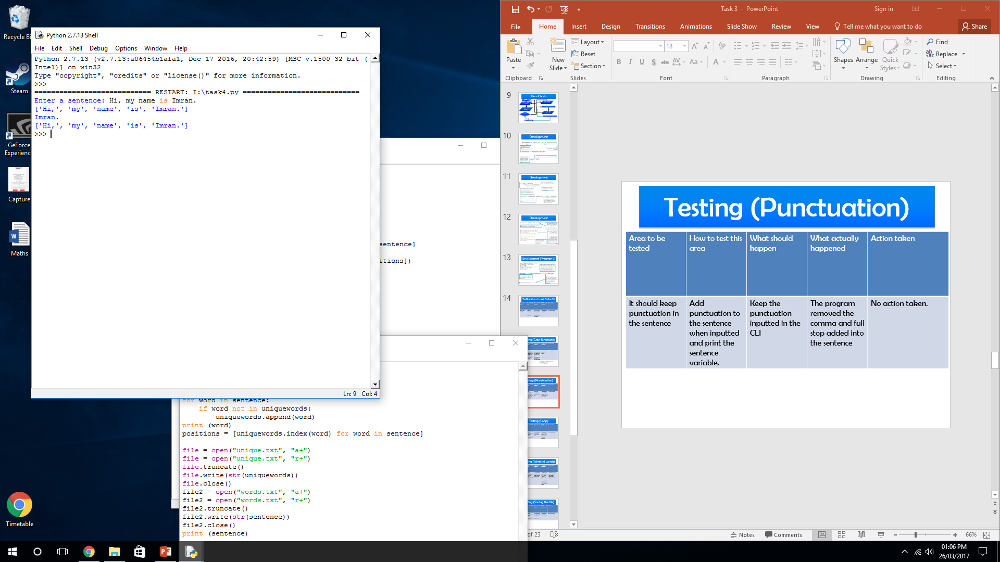 Recycle Bi
Steam
GeForce
Experienc
Capture
Maths
Timetable
Python 2.7.13 Shell
File Edit Shell Debug Options Window Help
Python 2.7.13 (v2.7.13:a06454b1afa1, Dec 17 2016, 20:42:59) [MSC v.1500 32 bit (
Intel)] on win32
Type "copyright", "credits" or "license()" for more information.
>>>
============================ RESTART: I:\task4.py ============================
Enter a sentence: Hi, my name is Imran.
['Hi,', 'my', 'name', 'is', 'Imran.']
Imran.
['Hi,', 'my', 'name', 'is', 'Imran.']
>>>
Ln: 9 Col: 4
sentence]
itions])
for word in sentence:
if word not in uniquewords:
uniquewords.append(word)
print (word)
positions = [uniquewords.index(word) for word in sentence]
file = open("unique.txt", "a+")
file = open("unique.txt", "r+")
file.truncate()
file.write(str(uniquewords))
file.close()
file2 = open("words.txt", "a+")
file2 = open("words.txt", "r+")
file2.truncate()
file2.write(str(sentence))
file2.close()
print (sentence)
Task 3 - PowerPoint
Sign in
File Home Insert Design Transitions Animations Slide Show Review View Tell me what you want to do Share
Paste
Clipboard
New
Slide
Layout
Reset
Section
Slides
18
B I U S abc AV Aa A
Font
Paragraph
Shapes Arrange Quick
Styles
Drawing
Find
Replace
Select
Editing
9
Flow Charts
10
Development
11
Development
12
Development
13
Development (Program 2)
14
Testing (Inputs and Outputs)
ing (Case Sensitivity)
ting (Punctuation)
Testing (Loop)
ing (Identical words)
ing (Saving the file)
Testing (Punctuation)
Area to be
tested
How to test this
area
What should
happen
What actually
happened
Action taken
It should keep
punctuation in
the sentence
Add
punctuation to
the sentence
when inputted
and print the
sentence
variable.
Keep the
punctuation
inputted in the
CLI
The program
removed the
comma and full
stop added into
the sentence
No action taken.
of 23
Notes
Comments
66%
01:06 PM
26/03/2017